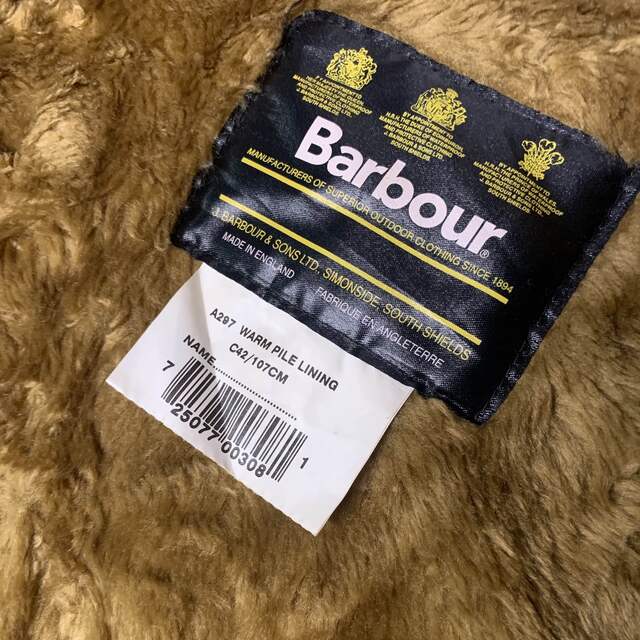 Barbour®
MANUFACTURERS OF SUPERIOR OUTDOOR CLOTHING SINCE 1894
J. BARBOUR & SONS LTD. SIMONSIDE, SOUTH SHIELDS
MADE IN ENGLAND FABRIQUE EN ANGLETERRE
A297 WARM PILE LINING
C42/107CM
NAME
7 25077 00308 1